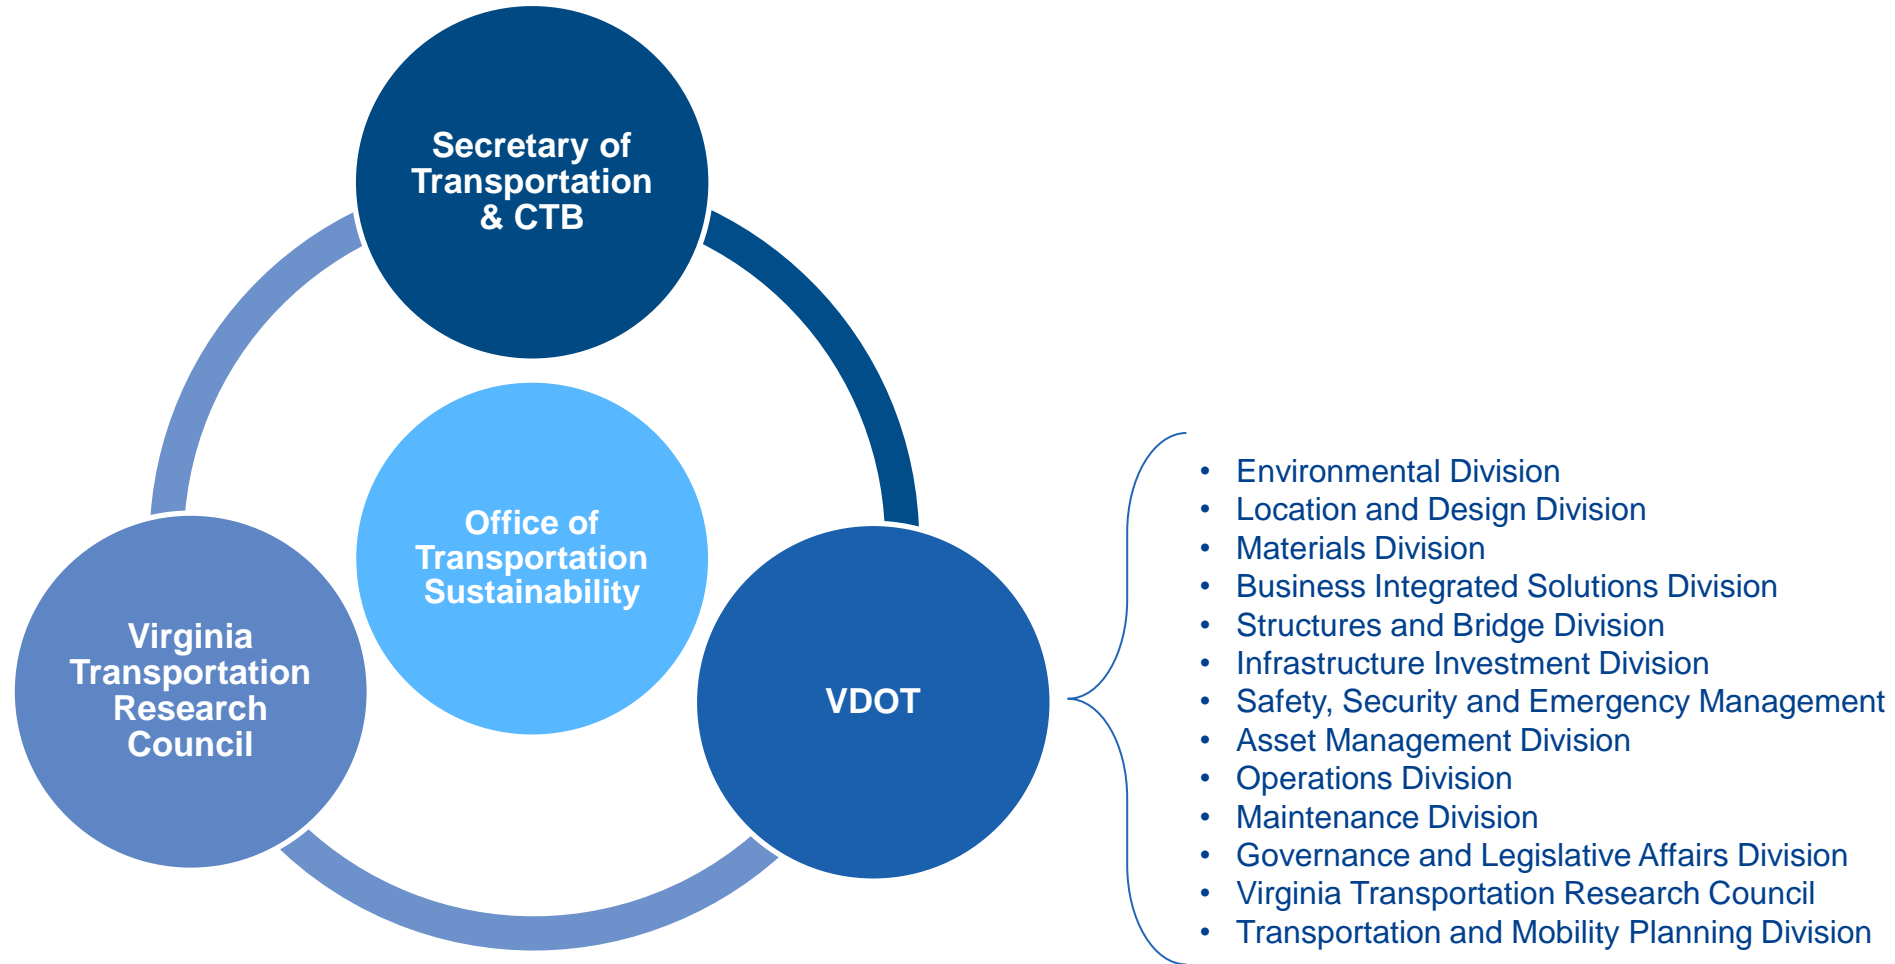 Secretary of
Transportation
& CTB
Office of
Transportation
Sustainability
Virginia
Transportation
Research
Council
VDOT
• Environmental Division
• Location and Design Division
• Materials Division
• Business Integrated Solutions Division
• Structures and Bridge Division
• Infrastructure Investment Division
• Safety, Security and Emergency Management
• Asset Management Division
• Operations Division
• Maintenance Division
• Governance and Legislative Affairs Division
• Virginia Transportation Research Council
• Transportation and Mobility Planning Division